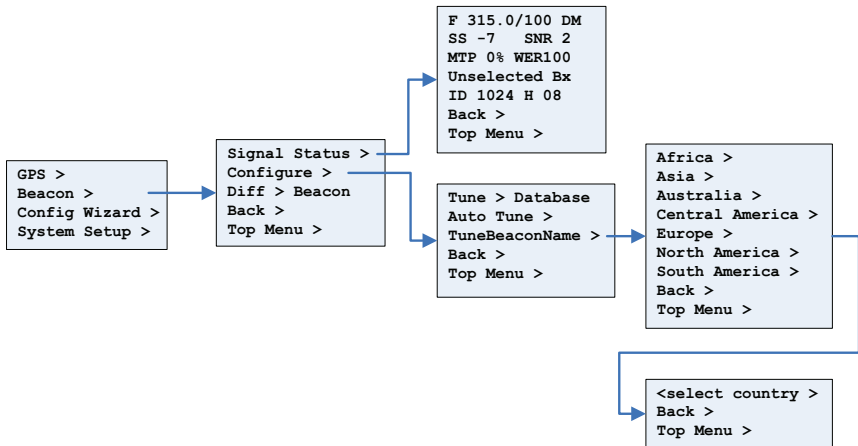 GPS >
Beacon >
Config Wizard >
System Setup >
Signal Status >
Configure >
Diff > Beacon
Back >
Top Menu >
F 315.0/100 DM
SS -7 SNR 2
MTP 0% WER100
Unselected Bx
ID 1024 H 08
Back >
Top Menu >
Tune > Database
Auto Tune >
TuneBeaconName >
Back >
Top Menu >
Africa >
Asia >
Australia >
Central America >
Europe >
North America >
South America >
Back >
Top Menu >
<select country >
Back >
Top Menu >